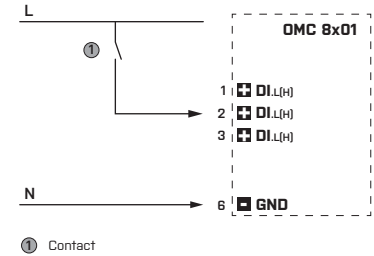 L
OMC 8x01
1
1 + DI.L(H)
2 + DI.L(H)
3 + DI.L(H)
N
6 - GND
1 Contact